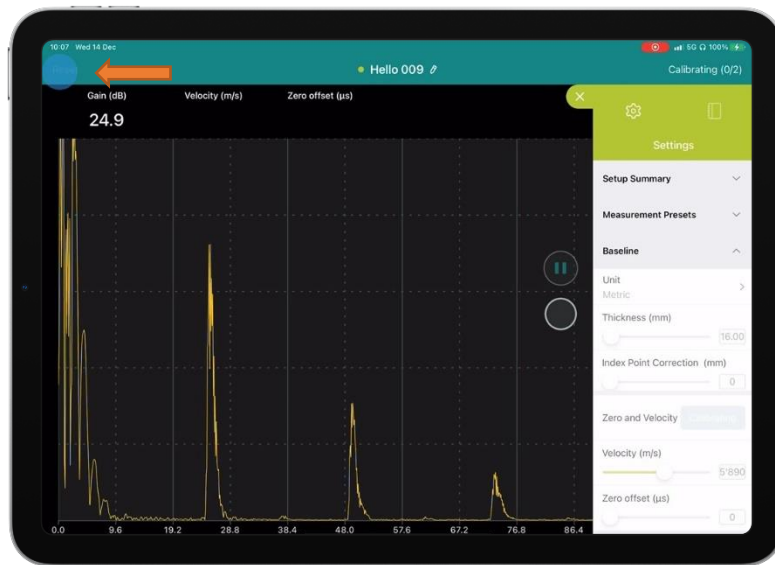 10:07 Wed 14 Dec
5G 100%
Hello 009
Calibrating (0/2)
Gain (dB)
Velocity (m/s)
Zero offset (µs)
24.9
Settings
Setup Summary
Measurement Presets
Baseline
Unit
Metric
Thickness (mm)
16.00
Index Point Correction (mm)
0
Zero and Velocity
Calibrating
Velocity (m/s)
5'890
Zero offset (µs)
0
0.0 9.6 19.2 28.8 38.4 48.0 57.6 67.2 76.8 86.4